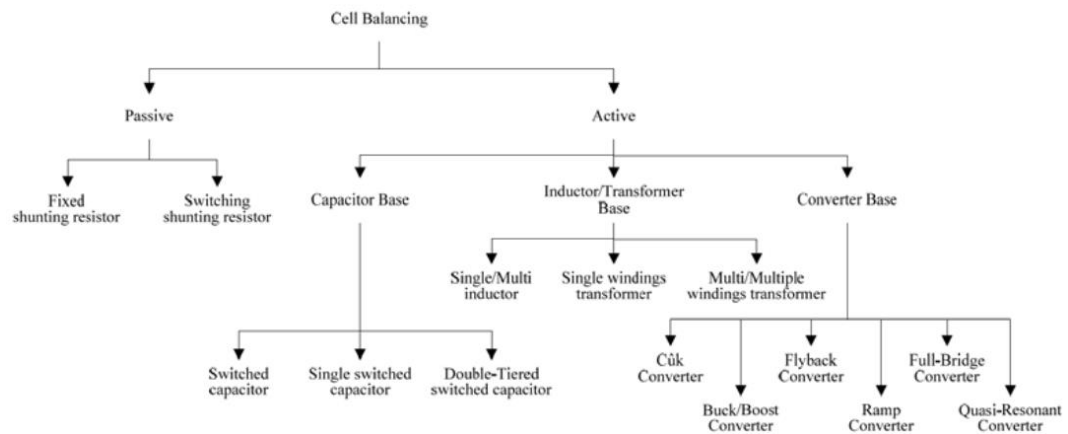 Cell Balancing
Passive
Active
Fixed
shunting resistor
Switching
shunting resistor
Capacitor Base
Inductor/Transformer
Base
Converter Base
Single/Multi
inductor
Single windings
transformer
Multi/Multiple
windings transformer
Switched
capacitor
Single switched
capacitor
Double-Tiered
switched capacitor
Cûk
Converter
Flyback
Converter
Full-Bridge
Converter
Buck/Boost
Converter
Ramp
Converter
Quasi-Resonant
Converter